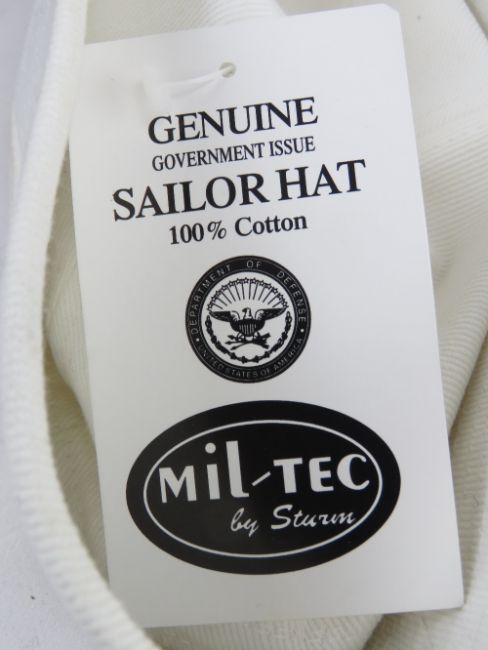 GENUINE
GOVERNMENT ISSUE
SAILOR HAT
100% Cotton
DEPARTMENT OF DEFENSE
UNITED STATES OF AMERICA
MiL-TEC
by Sturm